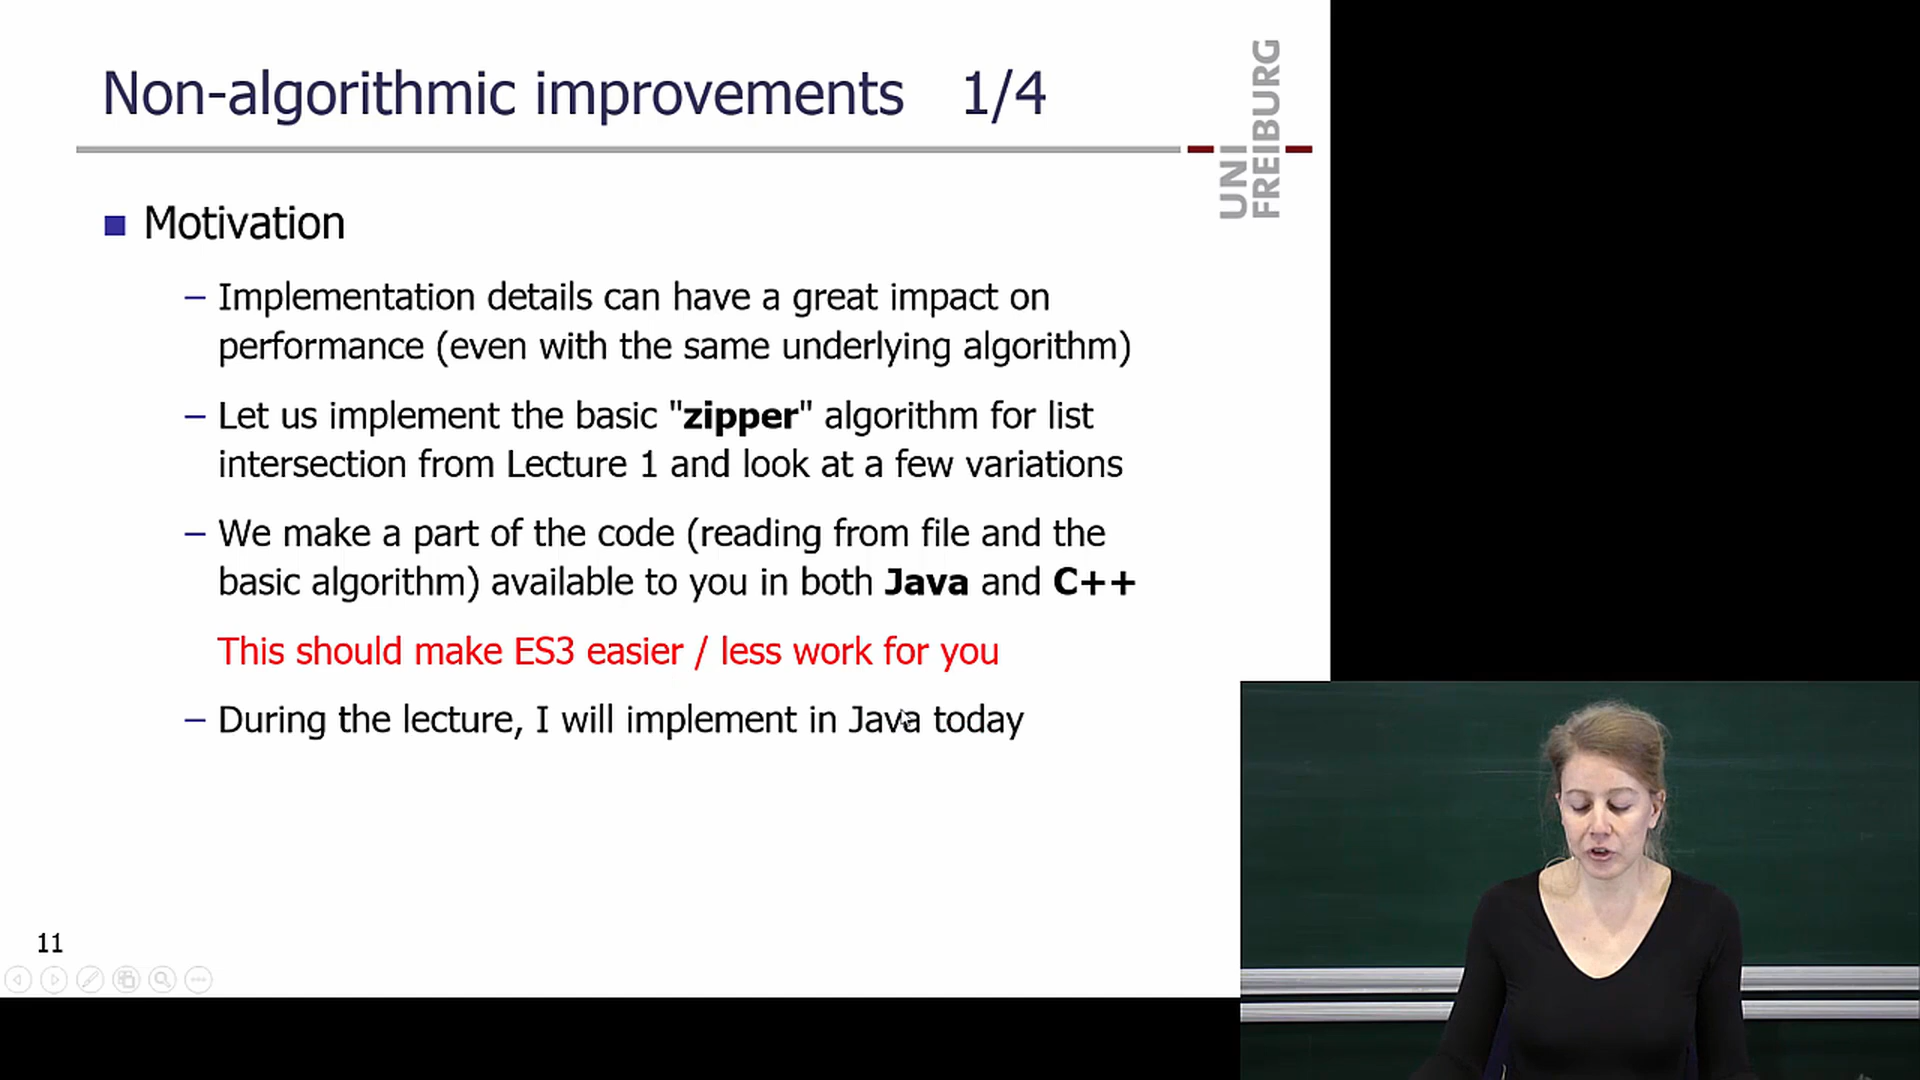 Non-algorithmic improvements 1/4
UNI
FREIBURG
■ Motivation
– Implementation details can have a great impact on
performance (even with the same underlying algorithm)
– Let us implement the basic "zipper" algorithm for list
intersection from Lecture 1 and look at a few variations
– We make a part of the code (reading from file and the
basic algorithm) available to you in both Java and C++
This should make ES3 easier / less work for you
– During the lecture, I will implement in Java today
11